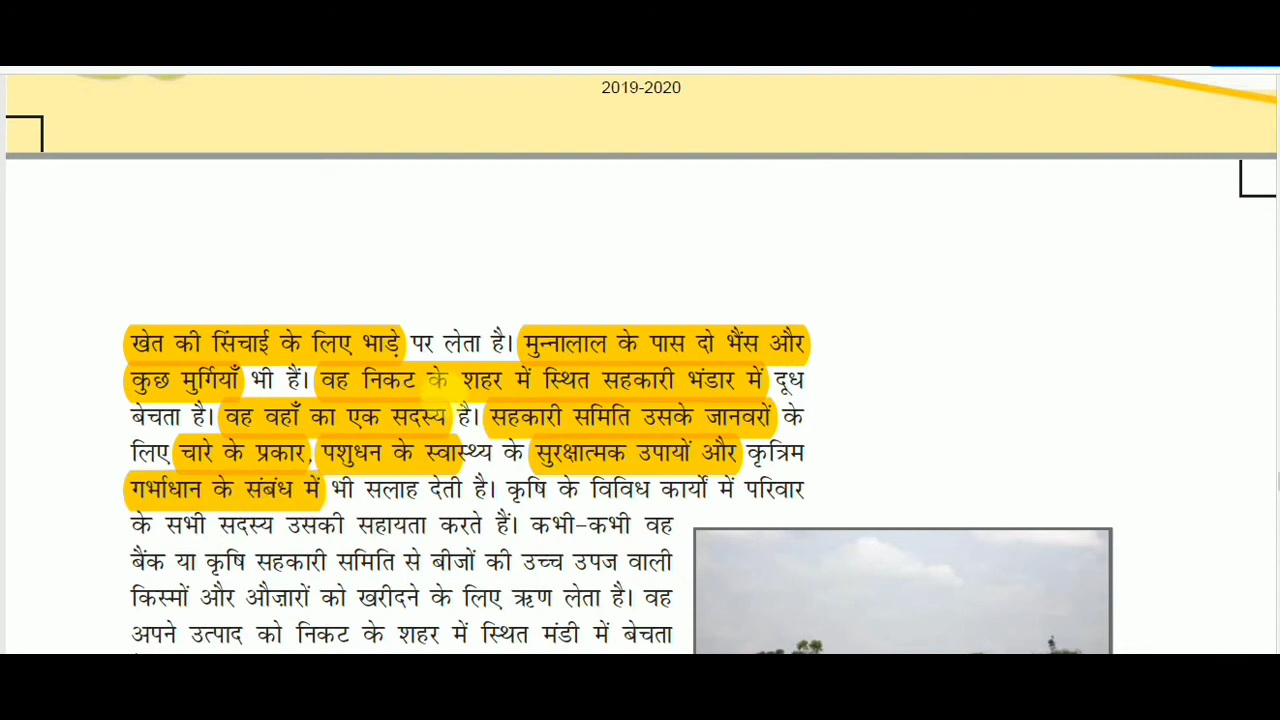 2019-2020
खेत की सिंचाई के लिए भाड़े पर लेता है। मुन्नालाल के पास दो भैंस और
कुछ मुर्गियाँ भी हैं। वह निकट के शहर में स्थित सहकारी भंडार में दूध
बेचता है। वह वहाँ का एक सदस्य है। सहकारी समिति उसके जानवरों के
लिए चारे के प्रकार, पशुधन के स्वास्थ्य के सुरक्षात्मक उपायों और कृत्रिम
गर्भाधान के संबंध में भी सलाह देती है। कृषि के विविध कार्यों में परिवार
के सभी सदस्य उसकी सहायता करते हैं। कभी-कभी वह
बैंक या कृषि सहकारी समिति से बीजों की उच्च उपज वाली
किस्मों और औज़ारों को खरीदने के लिए ऋण लेता है। वह
अपने उत्पाद को निकट के शहर में स्थित मंडी में बेचता